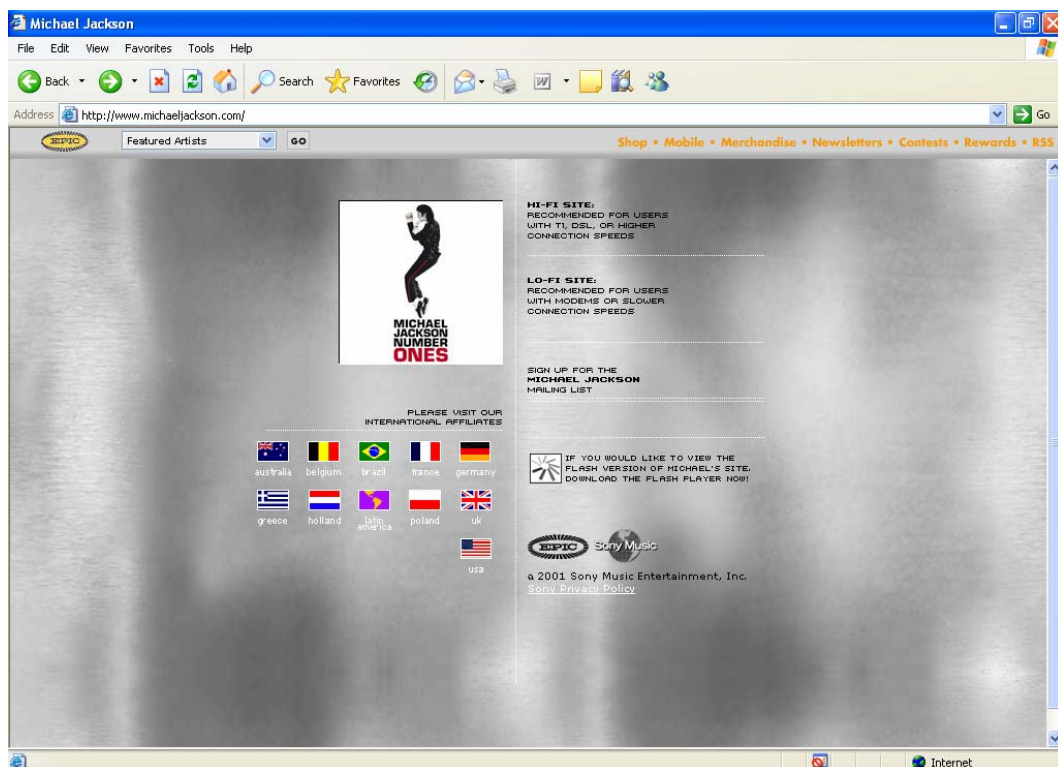 Michael Jackson
File Edit View Favorites Tools Help
Back Search Favorites
Address http://www.michaeljackson.com/ Go
EPIC Featured Artists GO Shop • Mobile • Merchandise • Newsletters • Contests • Rewards • RSS
MICHAEL
JACKSON
NUMBER
ONES
PLEASE VISIT OUR
INTERNATIONAL AFFILIATES
australia belgium brazil france germany
greece holland latin america poland uk
usa
HI-FI SITE:
RECOMMENDED FOR USERS
WITH T1, DSL, OR HIGHER
CONNECTION SPEEDS
LO-FI SITE:
RECOMMENDED FOR USERS
WITH MODEMS OR SLOWER
CONNECTION SPEEDS
SIGN UP FOR THE
MICHAEL JACKSON
MAILING LIST
IF YOU WOULD LIKE TO VIEW THE
FLASH VERSION OF MICHAEL'S SITE.
DOWNLOAD THE FLASH PLAYER NOW!
EPIC Sony Music
a 2001 Sony Music Entertainment, Inc.
Sony Privacy Policy
Internet